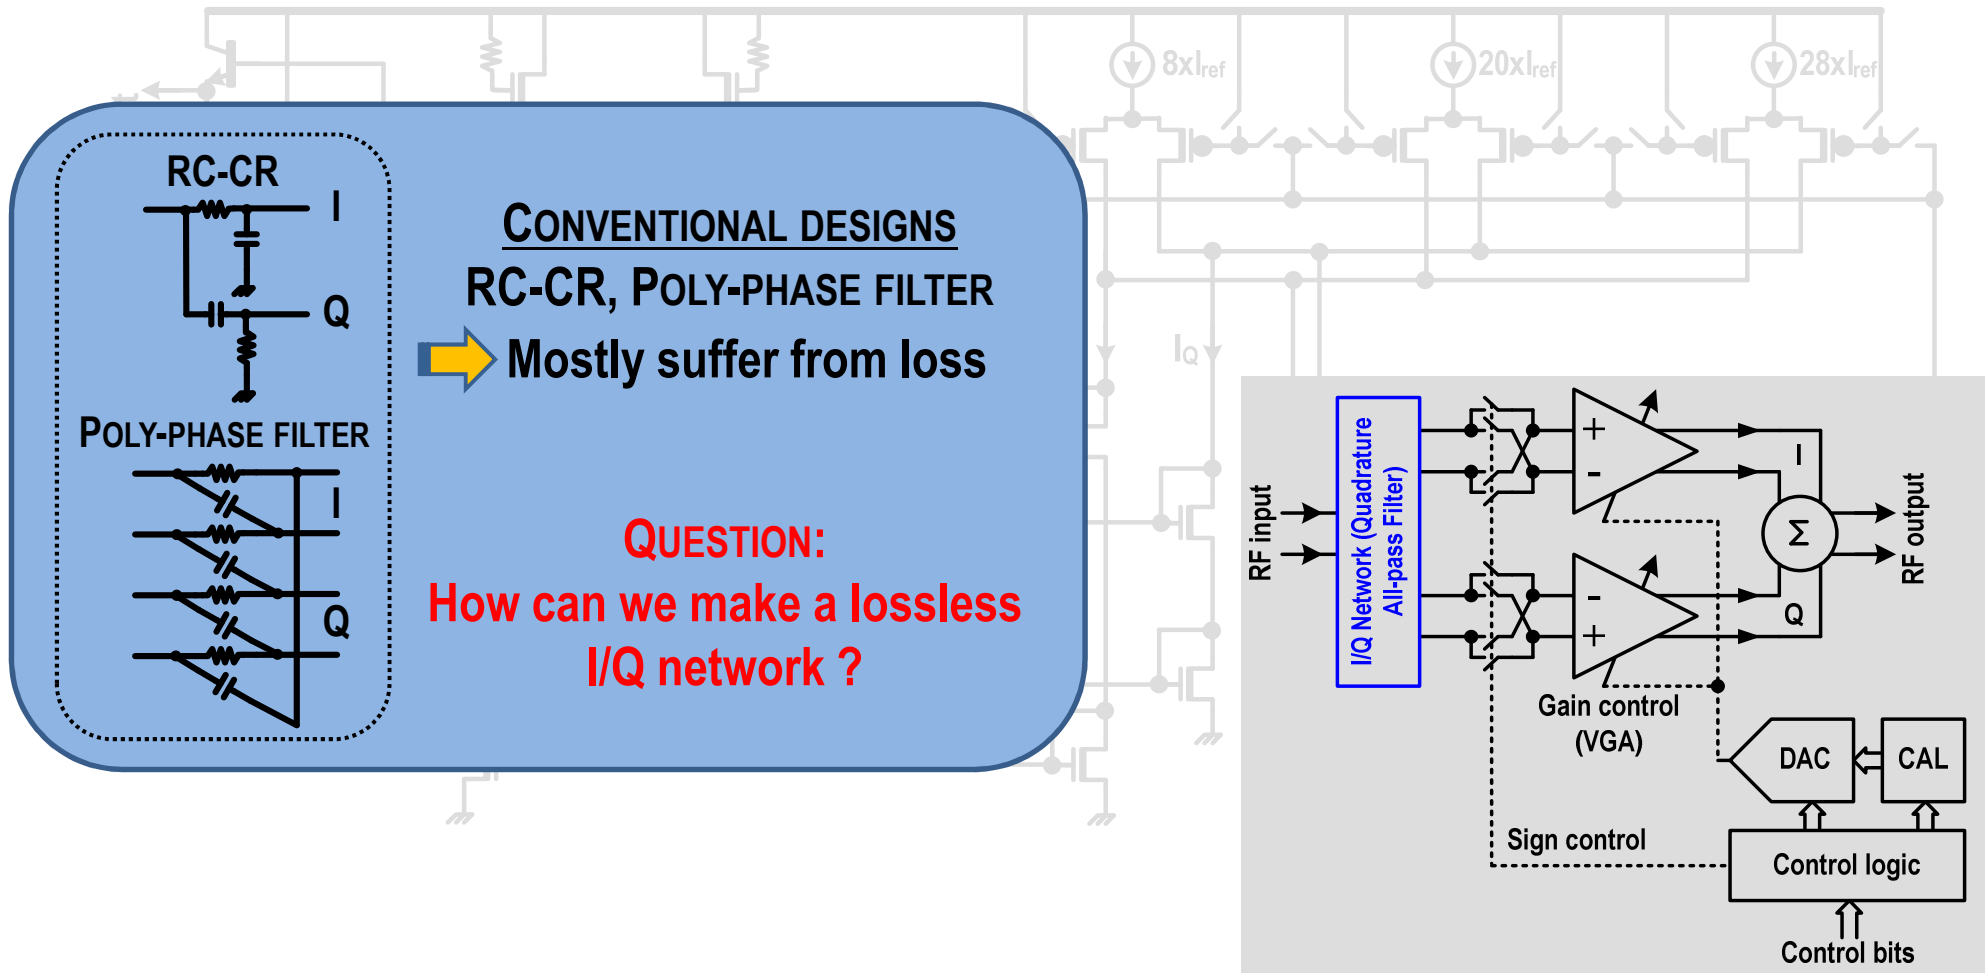 8xIref
20xIref
28xIref
RC-CR
I
Q
POLY-PHASE FILTER
I
Q
CONVENTIONAL DESIGNS
RC-CR, POLY-PHASE FILTER
Mostly suffer from loss
QUESTION:
How can we make a lossless
I/Q network ?
IQ
RF input
I/Q Network (Quadrature
All-pass Filter)
+
-
-
+
I
Q
Σ
RF output
Gain control
(VGA)
DAC
CAL
Sign control
Control logic
Control bits